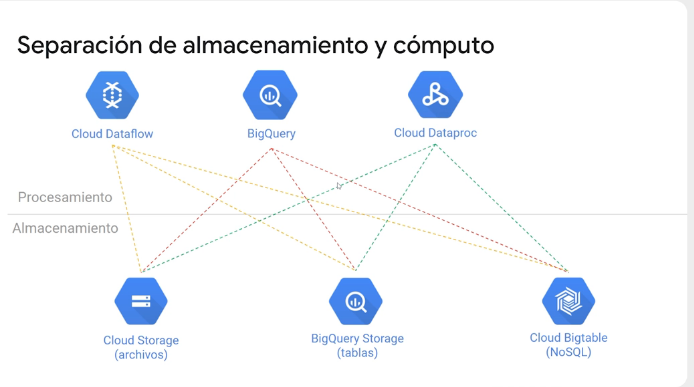 Separación de almacenamiento y cómputo
Cloud Dataflow
BigQuery
Cloud Dataproc
Procesamiento
Almacenamiento
Cloud Storage
(archivos)
BigQuery Storage
(tablas)
Cloud Bigtable
(NoSQL)